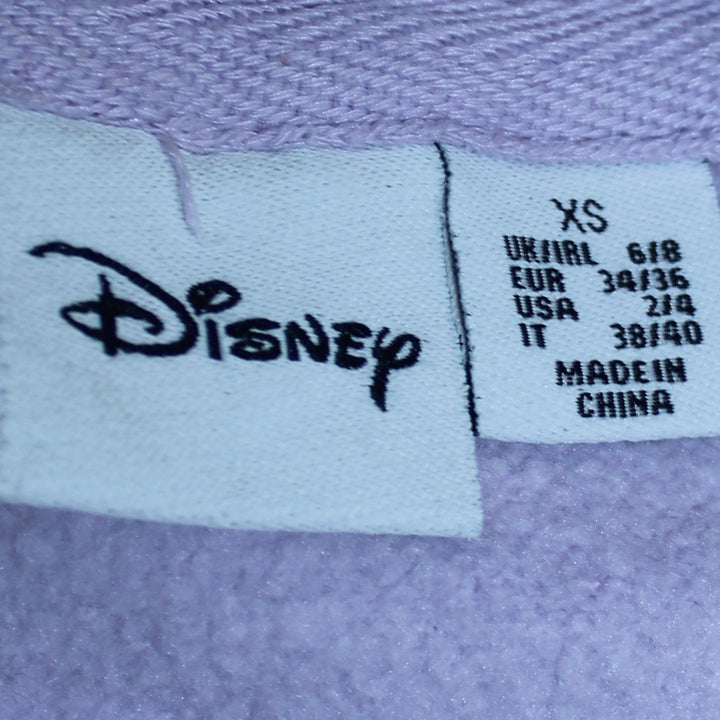 Disney
XS
UK/IRL 6/8
EUR 34/36
USA 2/4
IT 38/40
MADE IN
CHINA